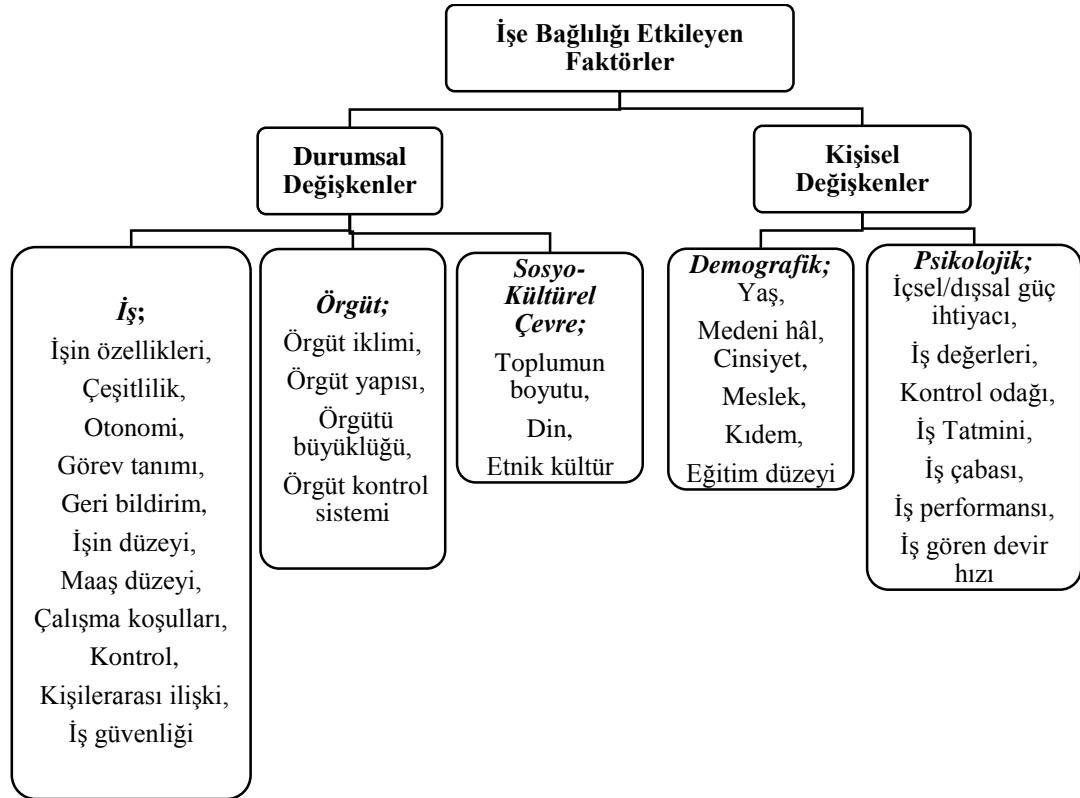 İşe Bağlılığı Etkileyen
Faktörler
Durumsal
Değişkenler
Kişisel
Değişkenler
İş;
İşin özellikleri,
Çeşitlilik,
Otonomi,
Görev tanımı,
Geri bildirim,
İşin düzeyi,
Maaş düzeyi,
Çalışma koşulları,
Kontrol,
Kişilerarası ilişki,
İş güvenliği
Örgüt;
Örgüt iklimi,
Örgüt yapısı,
Örgütü
büyüklüğü,
Örgüt kontrol
sistemi
Sosyo-
Kültürel
Çevre;
Toplumun
boyutu,
Din,
Etnik kültür
Demografik;
Yaş,
Medeni hâl,
Cinsiyet,
Meslek,
Kıdem,
Eğitim düzeyi
Psikolojik;
İçsel/dışsal güç
ihtiyacı,
İş değerleri,
Kontrol odağı,
İş Tatmini,
İş çabası,
İş performansı,
İş gören devir
hızı